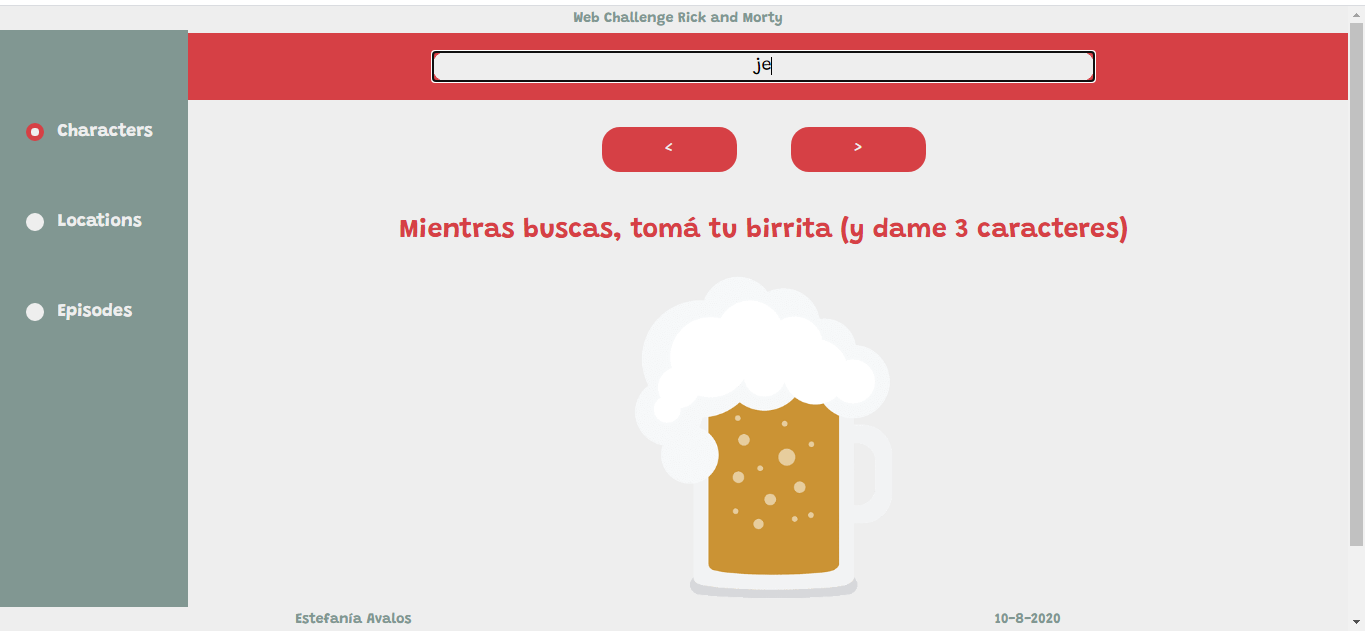 Web Challenge Rick and Morty
je
Characters
Locations
Episodes
< >
Mientras buscas, tomá tu birrita (y dame 3 caracteres)
Estefanía Avalos
10-8-2020